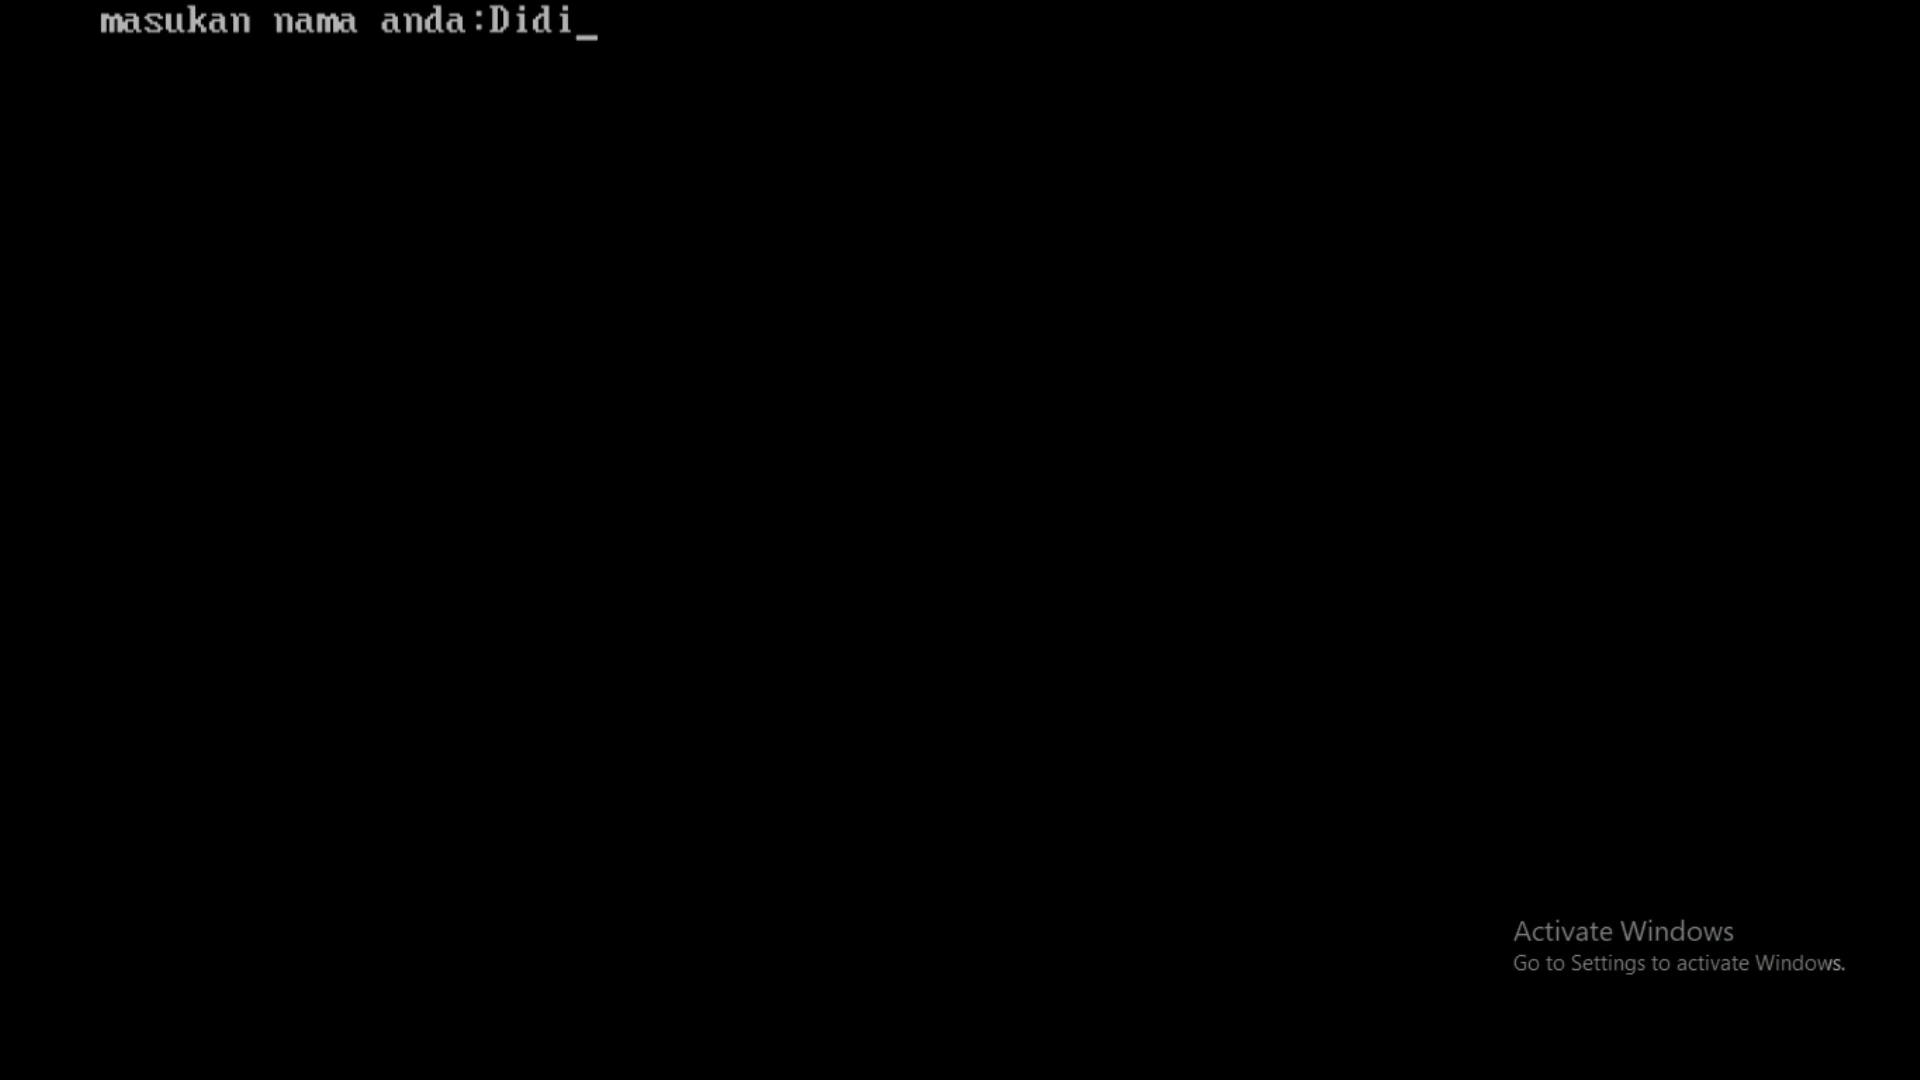 masukan nama anda:Didi_
Activate Windows
Go to Settings to activate Windows.